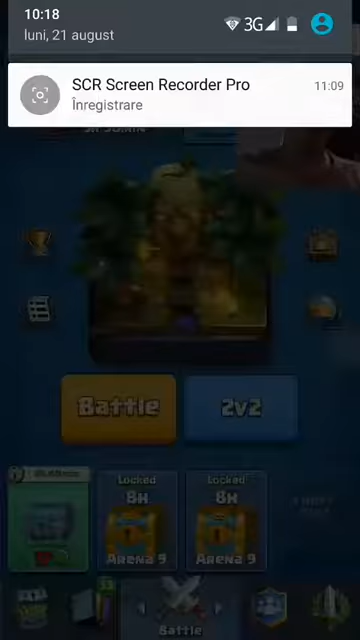 10:18
3G
luni, 21 august
SCR Screen Recorder Pro
11:09
Înregistrare
Battle
2v2
Locked
8H
Arena 9
Locked
8H
Arena 9
Battle